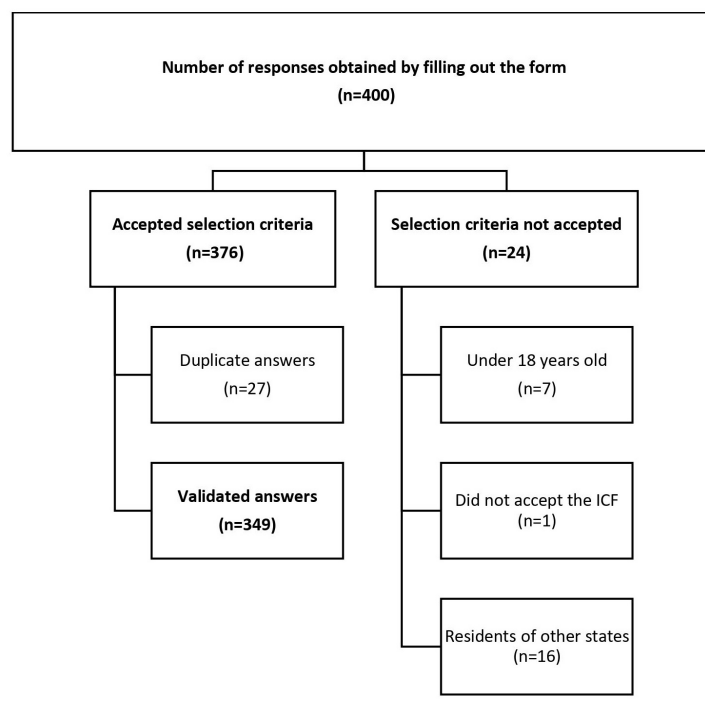 Number of responses obtained by filling out the form
(n=400)
Accepted selection criteria
(n=376)
Selection criteria not accepted
(n=24)
Duplicate answers
(n=27)
Under 18 years old
(n=7)
Validated answers
(n=349)
Did not accept the ICF
(n=1)
Residents of other states
(n=16)